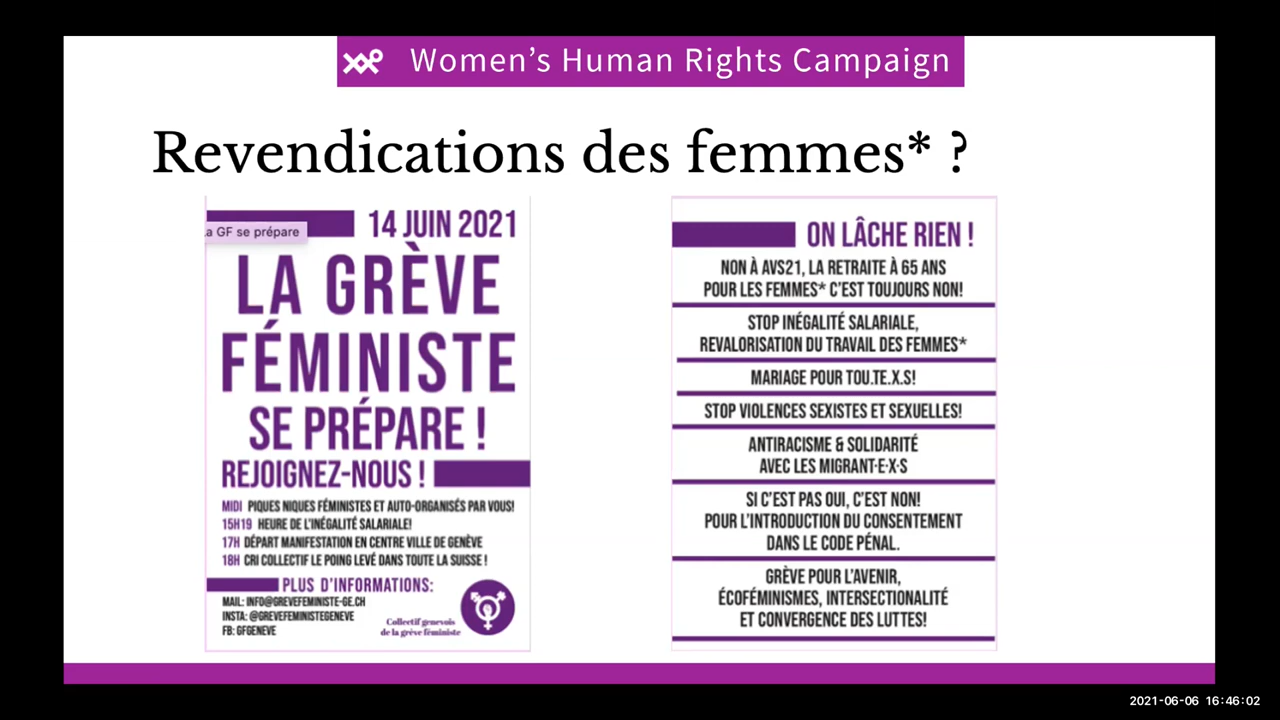 Women's Human Rights Campaign
Revendications des femmes* ?
14 JUIN 2021
a GF se prépare
LA GRÈVE
FÉMINISTE
SE PRÉPARE !
REJOIGNEZ-NOUS !
MIDI PIQUES NIQUES FÉMINISTES ET AUTO-ORGANISÉS PAR VOUS!
15H19 HEURE DE L'INÉGALITÉ SALARIALE!
17H DÉPART MANIFESTATION EN CENTRE VILLE DE GENÈVE
18H CRI COLLECTIF LE POING LEVÉ DANS TOUTE LA SUISSE !
PLUS D'INFORMATIONS:
MAIL: INFO@GREVEFEMINISTE-GE.CH
INSTA: @GREVEFEMINISTEGENEVE
FB: GFGENEVE
Collectif genevois
de la grève féministe
ON LÂCHE RIEN !
NON À AVS21, LA RETRAITE À 65 ANS
POUR LES FEMMES* C'EST TOUJOURS NON!
STOP INÉGALITÉ SALARIALE,
REVALORISATION DU TRAVAIL DES FEMMES*
MARIAGE POUR TOU.TE.X.S!
STOP VIOLENCES SEXISTES ET SEXUELLES!
ANTIRACISME & SOLIDARITÉ
AVEC LES MIGRANT·E·X·S
SI C'EST PAS OUI, C'EST NON!
POUR L'INTRODUCTION DU CONSENTEMENT
DANS LE CODE PÉNAL.
GRÈVE POUR L'AVENIR,
ÉCOFÉMINISMES, INTERSECTIONALITÉ
ET CONVERGENCE DES LUTTES!
2021-06-06 16:46:02